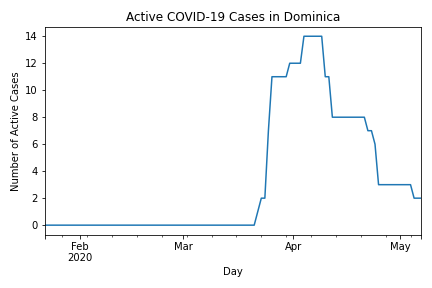 Active COVID-19 Cases in Dominica
Number of Active Cases
14
12
10
8
6
4
2
0
Feb
2020
Mar
Apr
May
Day